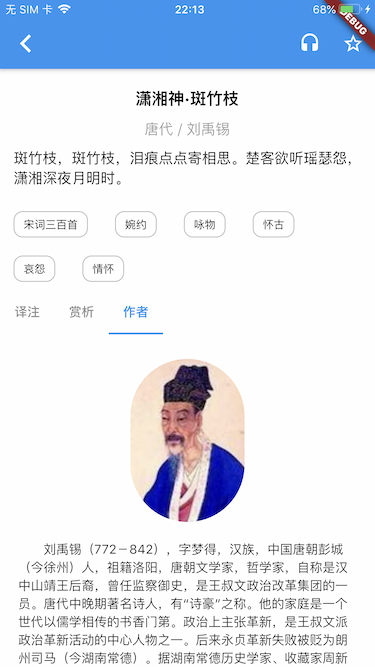 无 SIM 卡 22:13 68%
DEBUG
潇湘神·斑竹枝
唐代 / 刘禹锡
斑竹枝，斑竹枝，泪痕点点寄相思。楚客欲听瑶瑟怨，
潇湘深夜月明时。
宋词三百首 婉约 咏物 怀古
哀怨 情怀
译注 赏析 作者
刘禹锡（772－842），字梦得，汉族，中国唐朝彭城
（今徐州）人，祖籍洛阳，唐朝文学家，哲学家，自称是汉
中山靖王后裔，曾任监察御史，是王叔文政治改革集团的一
员。唐代中晚期著名诗人，有“诗豪”之称。他的家庭是一个
世代以儒学相传的书香门第。政治上主张革新，是王叔文派
政治革新活动的中心人物之一。后来永贞革新失败被贬为朗
州司马（今湖南常德）。据湖南常德历史学家、收藏家周新